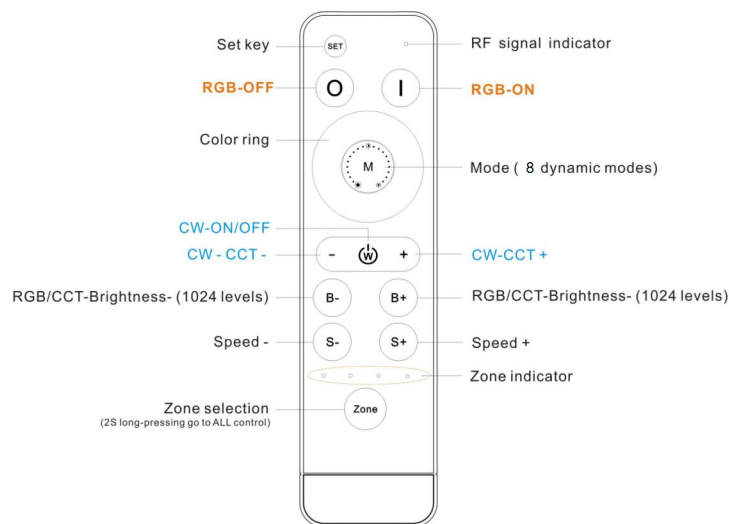 Set key
SET
RF signal indicator
RGB-OFF
O
I
RGB-ON
Color ring
M
Mode ( 8 dynamic modes)
CW-ON/OFF
CW - CCT -
-
W
+
CW-CCT +
RGB/CCT-Brightness- (1024 levels)
B-
B+
RGB/CCT-Brightness- (1024 levels)
Speed -
S-
S+
Speed +
Zone indicator
Zone selection
(2S long-pressing go to ALL control)
Zone